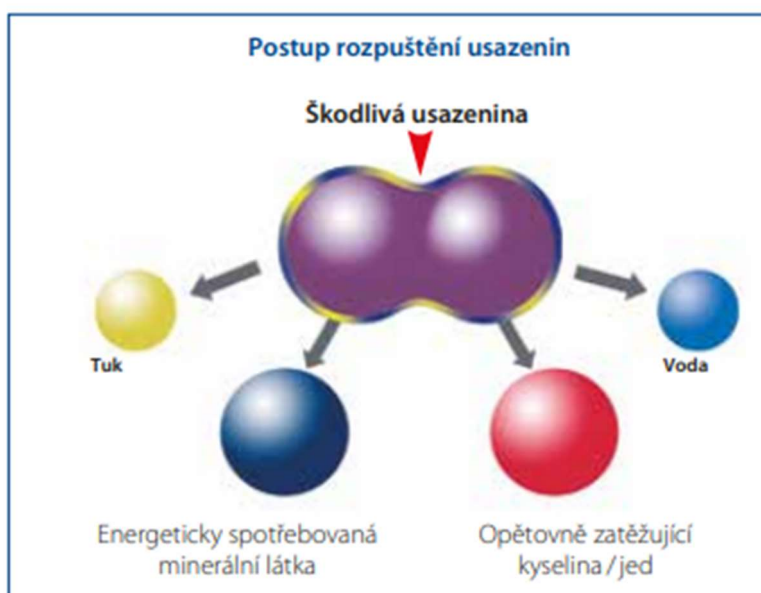 Postup rozpuštění usazenin
Škodlivá usazenina
Tuk
Voda
Energeticky spotřebovaná
minerální látka
Opětovně zatěžující
kyselina / jed